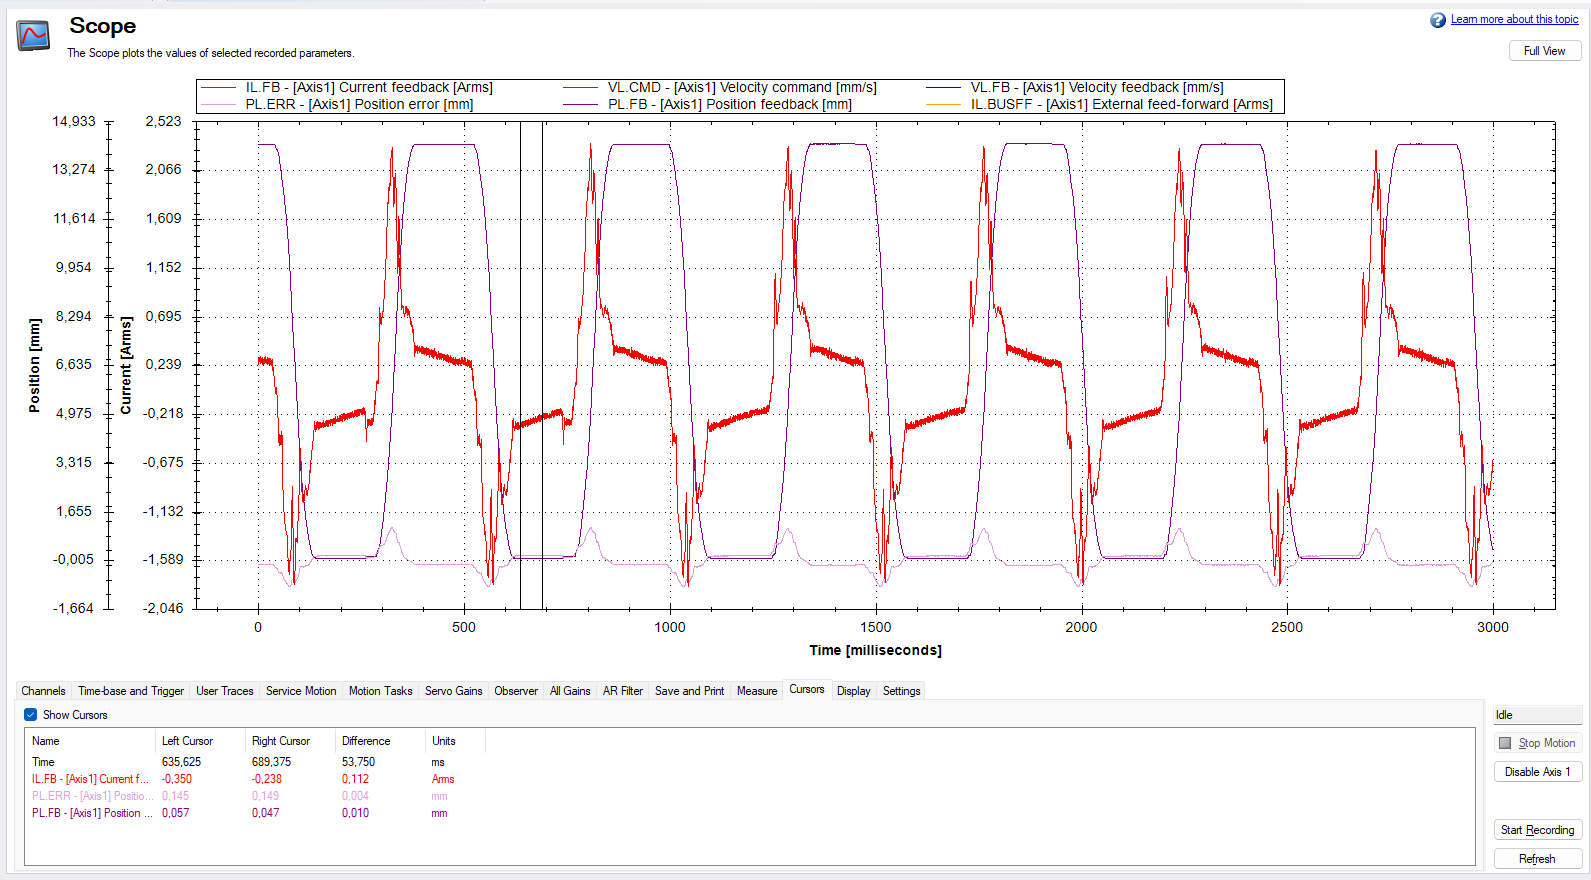 Scope
Learn more about this topic
The Scope plots the values of selected recorded parameters.
Full View
IL.FB - [Axis1] Current feedback [Arms] VL.CMD - [Axis1] Velocity command [mm/s] VL.FB - [Axis1] Velocity feedback [mm/s]
PL.ERR - [Axis1] Position error [mm] PL.FB - [Axis1] Position feedback [mm] IL.BUSFF - [Axis1] External feed-forward [Arms]
14,933 2,523
13,274 2,066
11,614 1,609
9,954 1,152
8,294 0,695
6,635 0,239
4,975 -0,218
3,315 -0,675
1,655 -1,132
-0,005 -1,589
-1,664 -2,046
Position [mm]
Current [Arms]
0 500 1000 1500 2000 2500 3000
Time [milliseconds]
Channels Time-base and Trigger User Traces Service Motion Motion Tasks Servo Gains Observer All Gains AR Filter Save and Print Measure Cursors Display Settings
Show Cursors
Name Left Cursor Right Cursor Difference Units
Time 635,625 689,375 53,750 ms
IL.FB - [Axis1] Current f... -0,350 -0,238 0,112 Arms
PL.ERR - [Axis1] Positio... 0,145 0,149 0,004 mm
PL.FB - [Axis1] Position ... 0,057 0,047 0,010 mm
Idle
Stop Motion
Disable Axis 1
Start Recording
Refresh